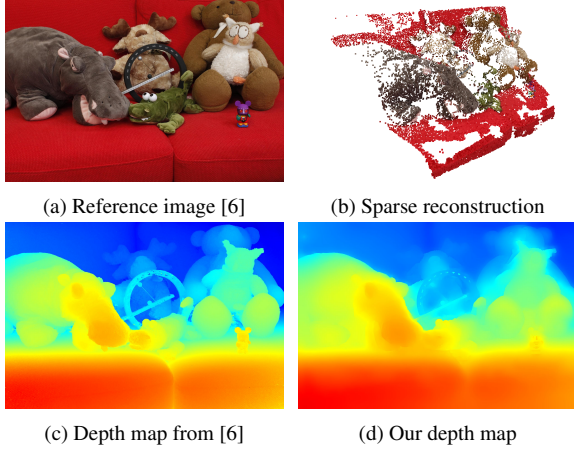 (a) Reference image [6]
(b) Sparse reconstruction
(c) Depth map from [6]
(d) Our depth map